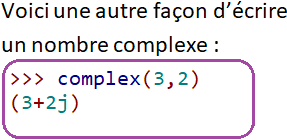 Voici une autre façon d’écrire
un nombre complexe :
>>> complex(3,2)
(3+2j)